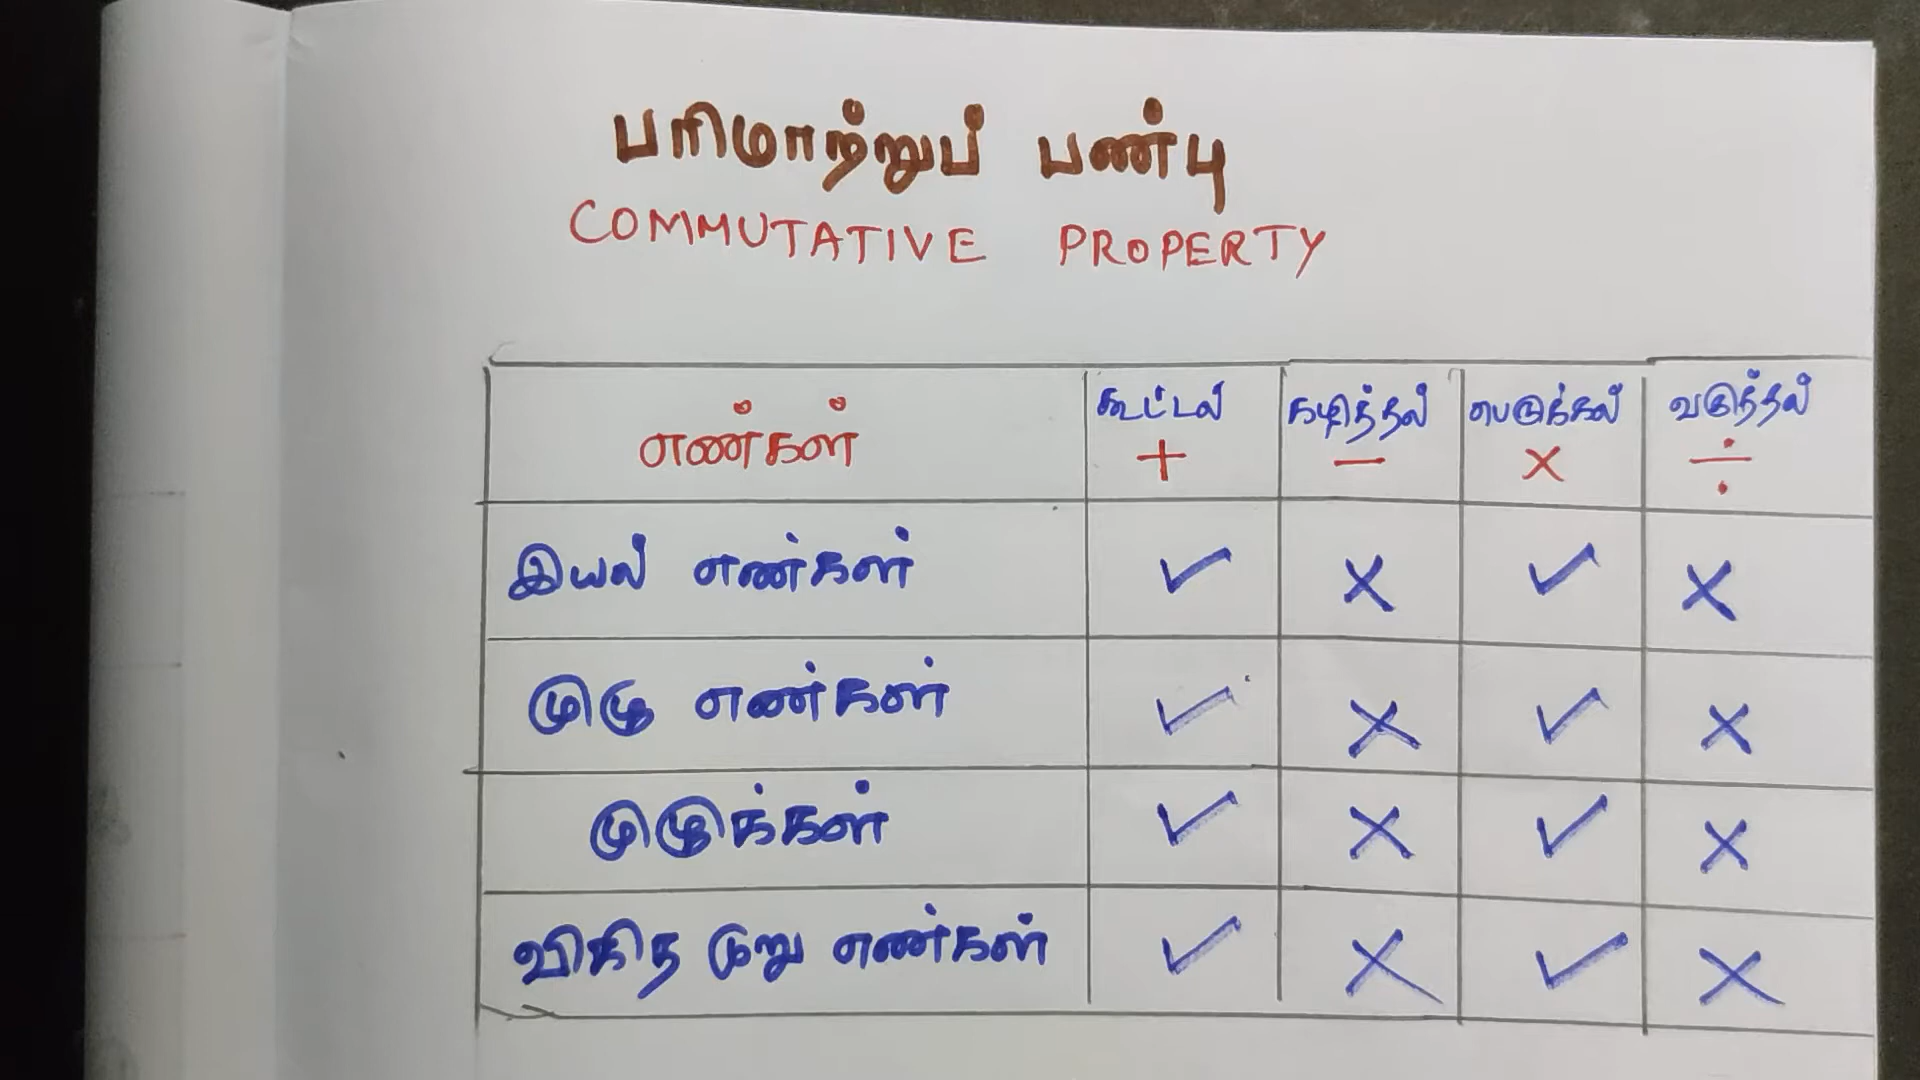 பரிமாற்றுப் பண்பு
COMMUTATIVE PROPERTY
எண்கள் கூட்டல் கழித்தல் பெருக்கல் வகுத்தல்
+ − × ÷
இயல் எண்கள் ✓ × ✓ ×
முழு எண்கள் ✓ × ✓ ×
முழுக்கள் ✓ × ✓ ×
விகித முறு எண்கள் ✓ × ✓ ×